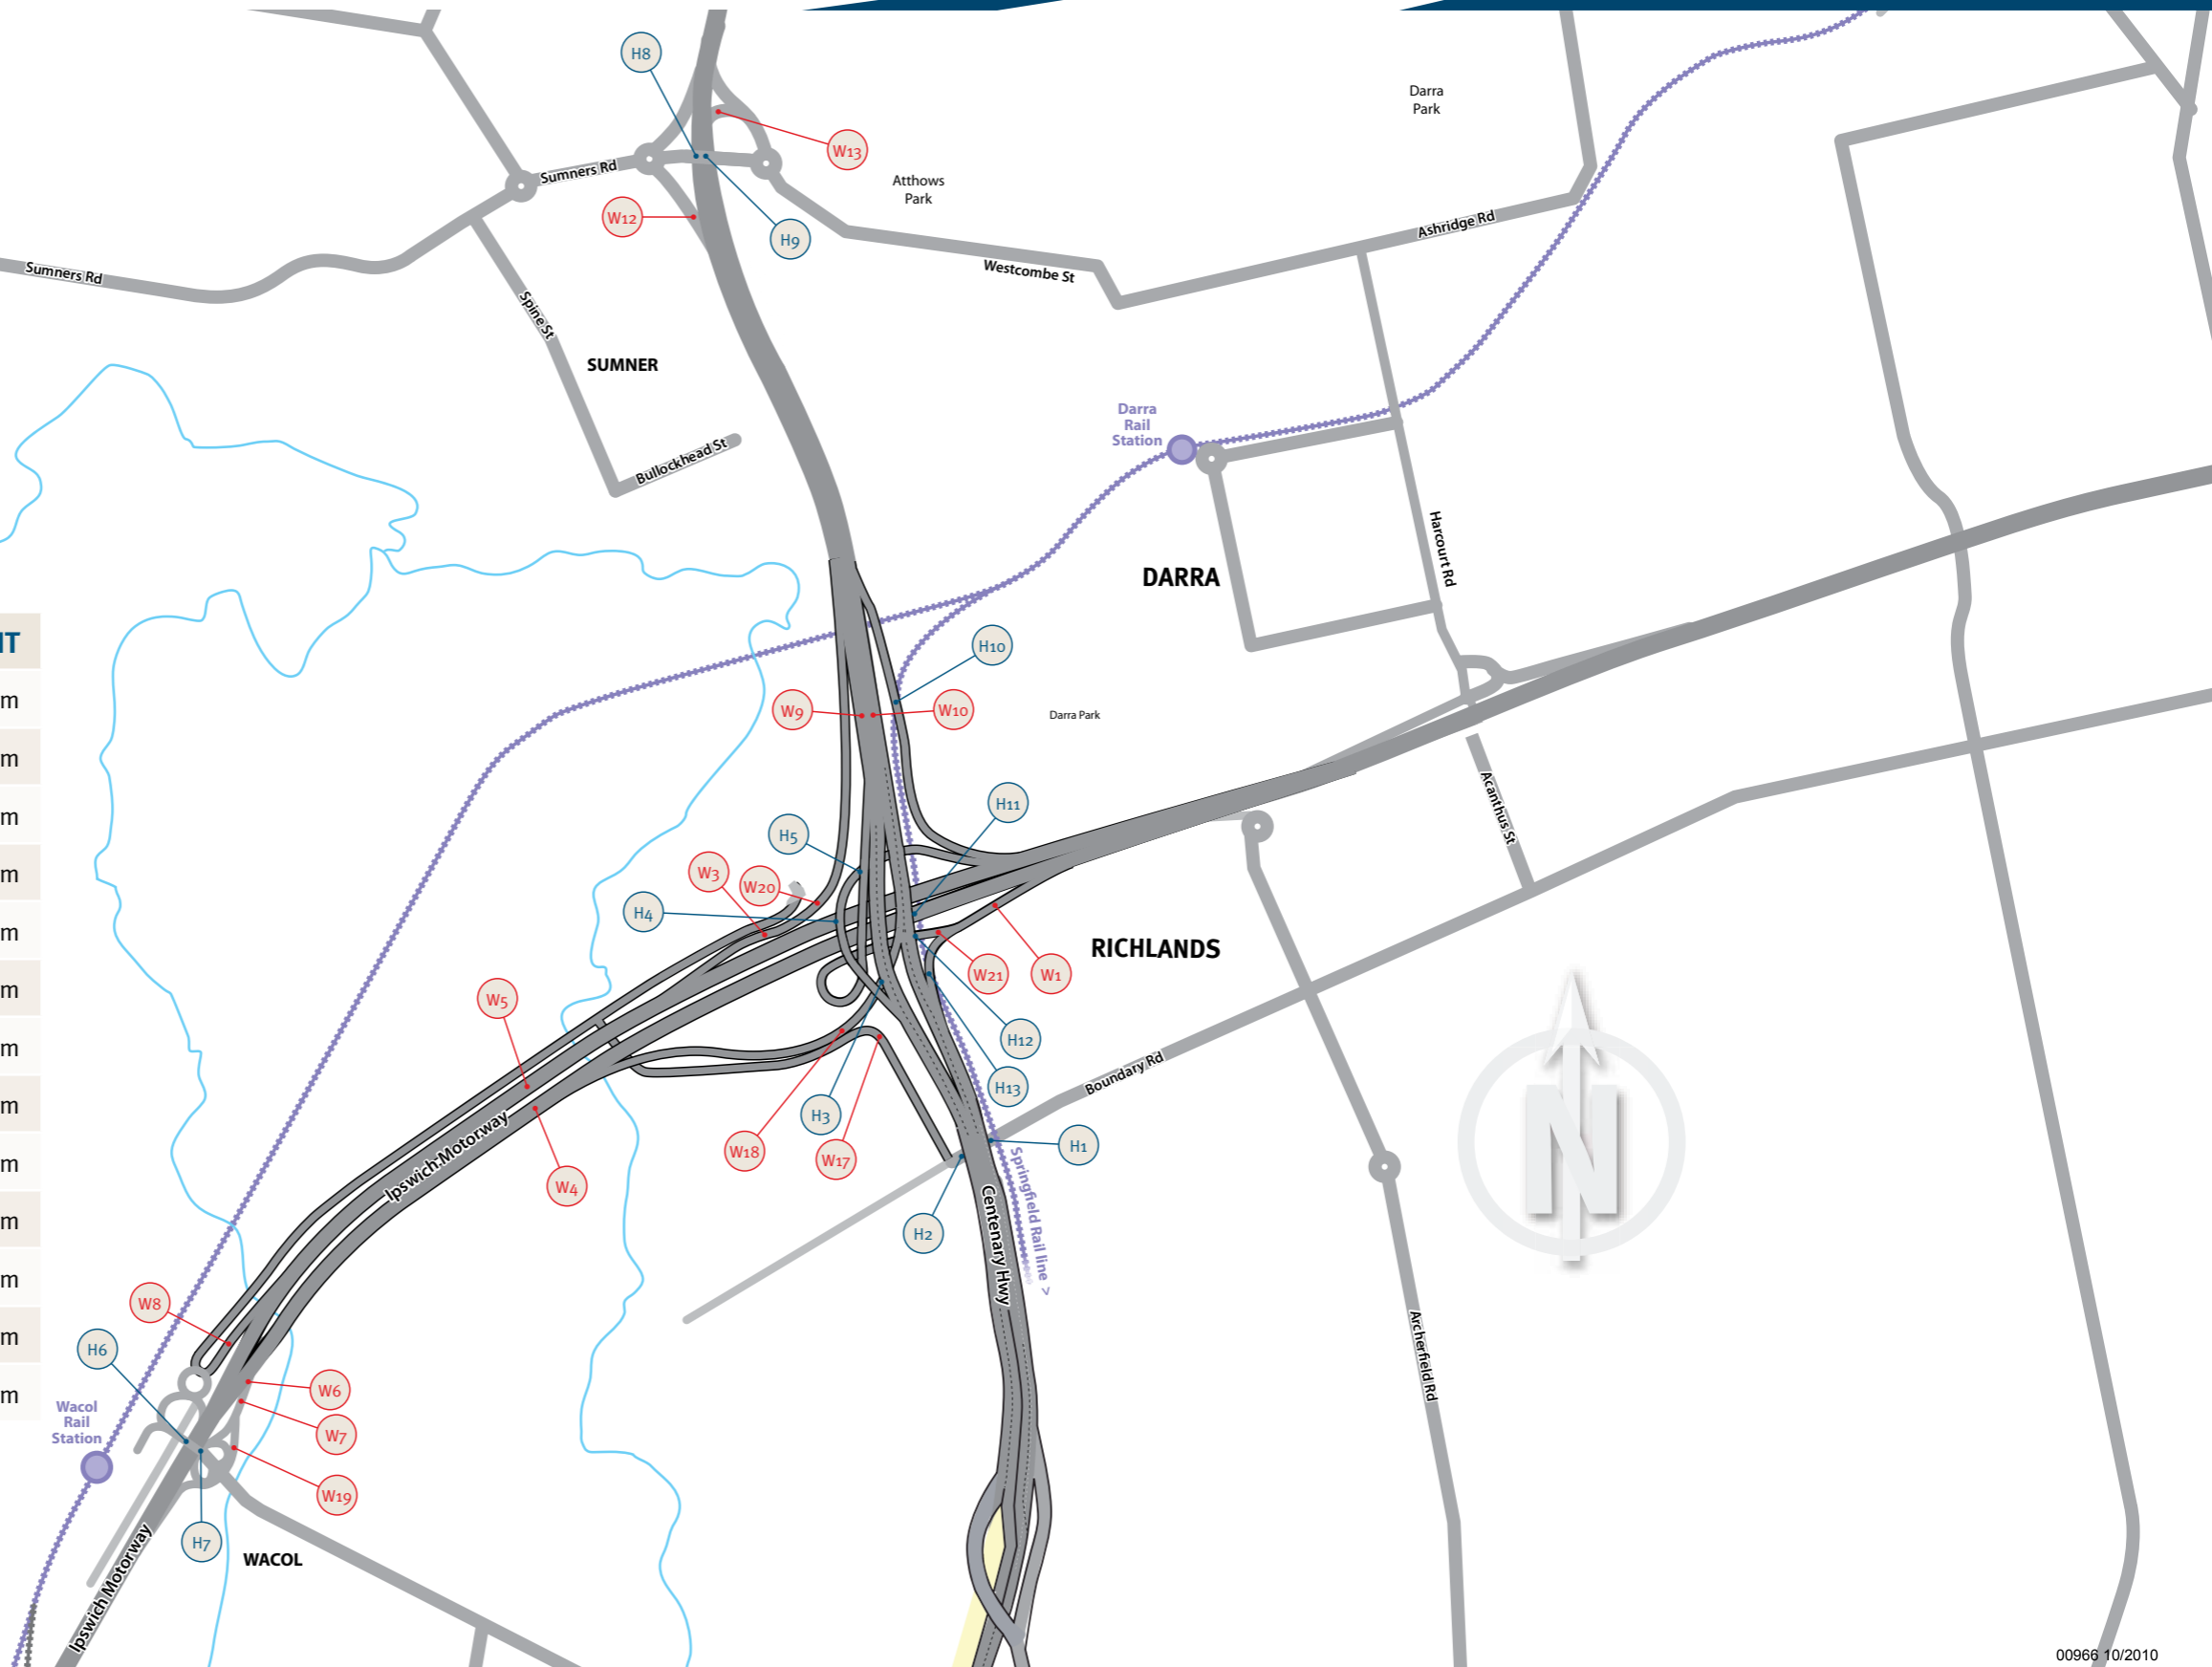 H8
Darra
Park
W13
Sumners Rd
Atthows
Park
W12
H9
Ashridge Rd
Westcombe St
Sumners Rd
Spine St
SUMNER
Darra
Rail
Station
Bullockhead St
Harcourt Rd
DARRA
IT
H10
m
W9
W10
Darra Park
m
Acanthus St
H11
m
H5
W3
W20
m
H4
m
RICHLANDS
W21
W1
W5
m
H12
m
Boundary Rd
H13
m
H3
Ipswich Motorway
W18
W17
H1
m
Springfield Rail line >
W4
Centenary Hwy
H2
m
m
W8
m
H6
Archerfield Rd
W6
m
Wacol
Rail
Station
W7
W19
H7
WACOL
Ipswich Motorway
N
00966 10/2010